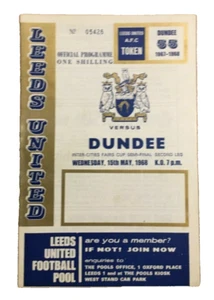 LEEDS UNITED
Nº 05428
OFFICIAL PROGRAMME
ONE SHILLING
LEEDS UNITED
A.F.C
TOKEN
DUNDEE
55
1967-1968
VERSUS
DUNDEE
INTER-CITIES FAIRS CUP SEMI-FINAL SECOND LEG
WEDNESDAY, 15th MAY, 1968 K.O. 7 p.m.
LEEDS
UNITED
FOOTBALL
POOL
are you a member?
IF NOT! JOIN NOW
enquiries to:
THE POOLS OFFICE, 1 OXFORD PLACE
LEEDS 1 and at THE POOLS KIOSK
WEST STAND CAR PARK